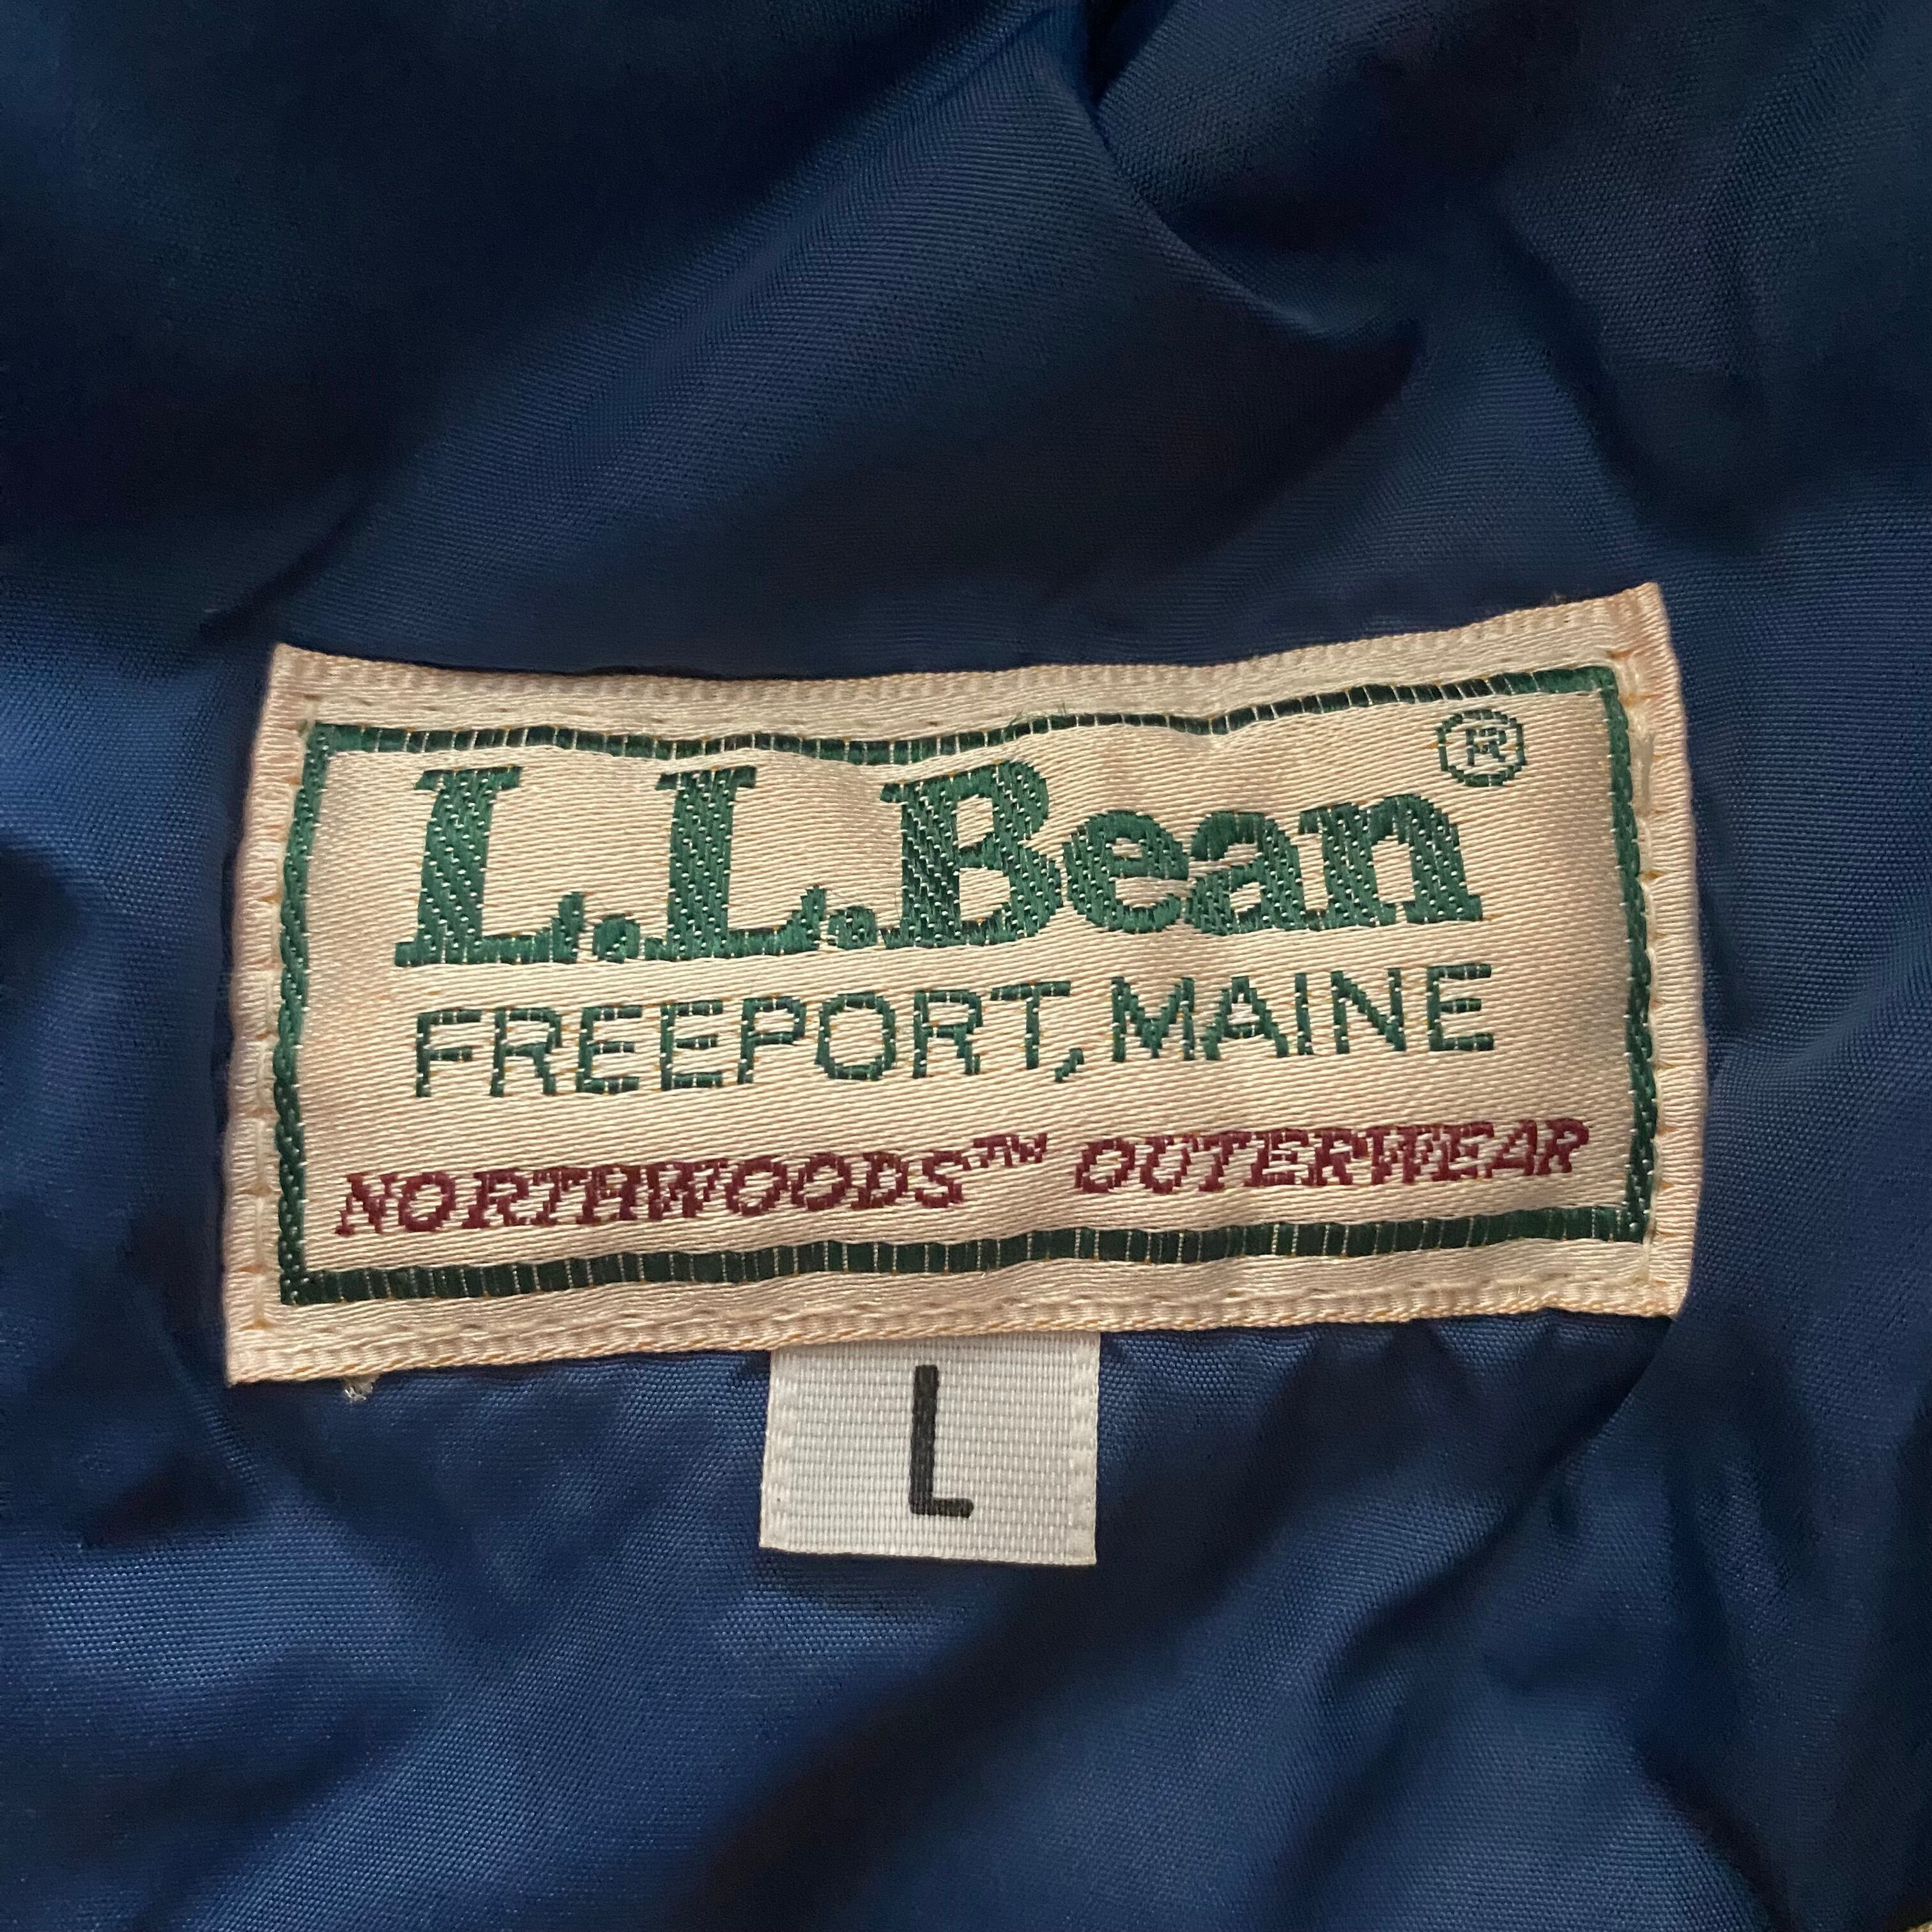 L.L.Bean®
FREEPORT, MAINE
NORTHWOODS™ OUTERWEAR
L